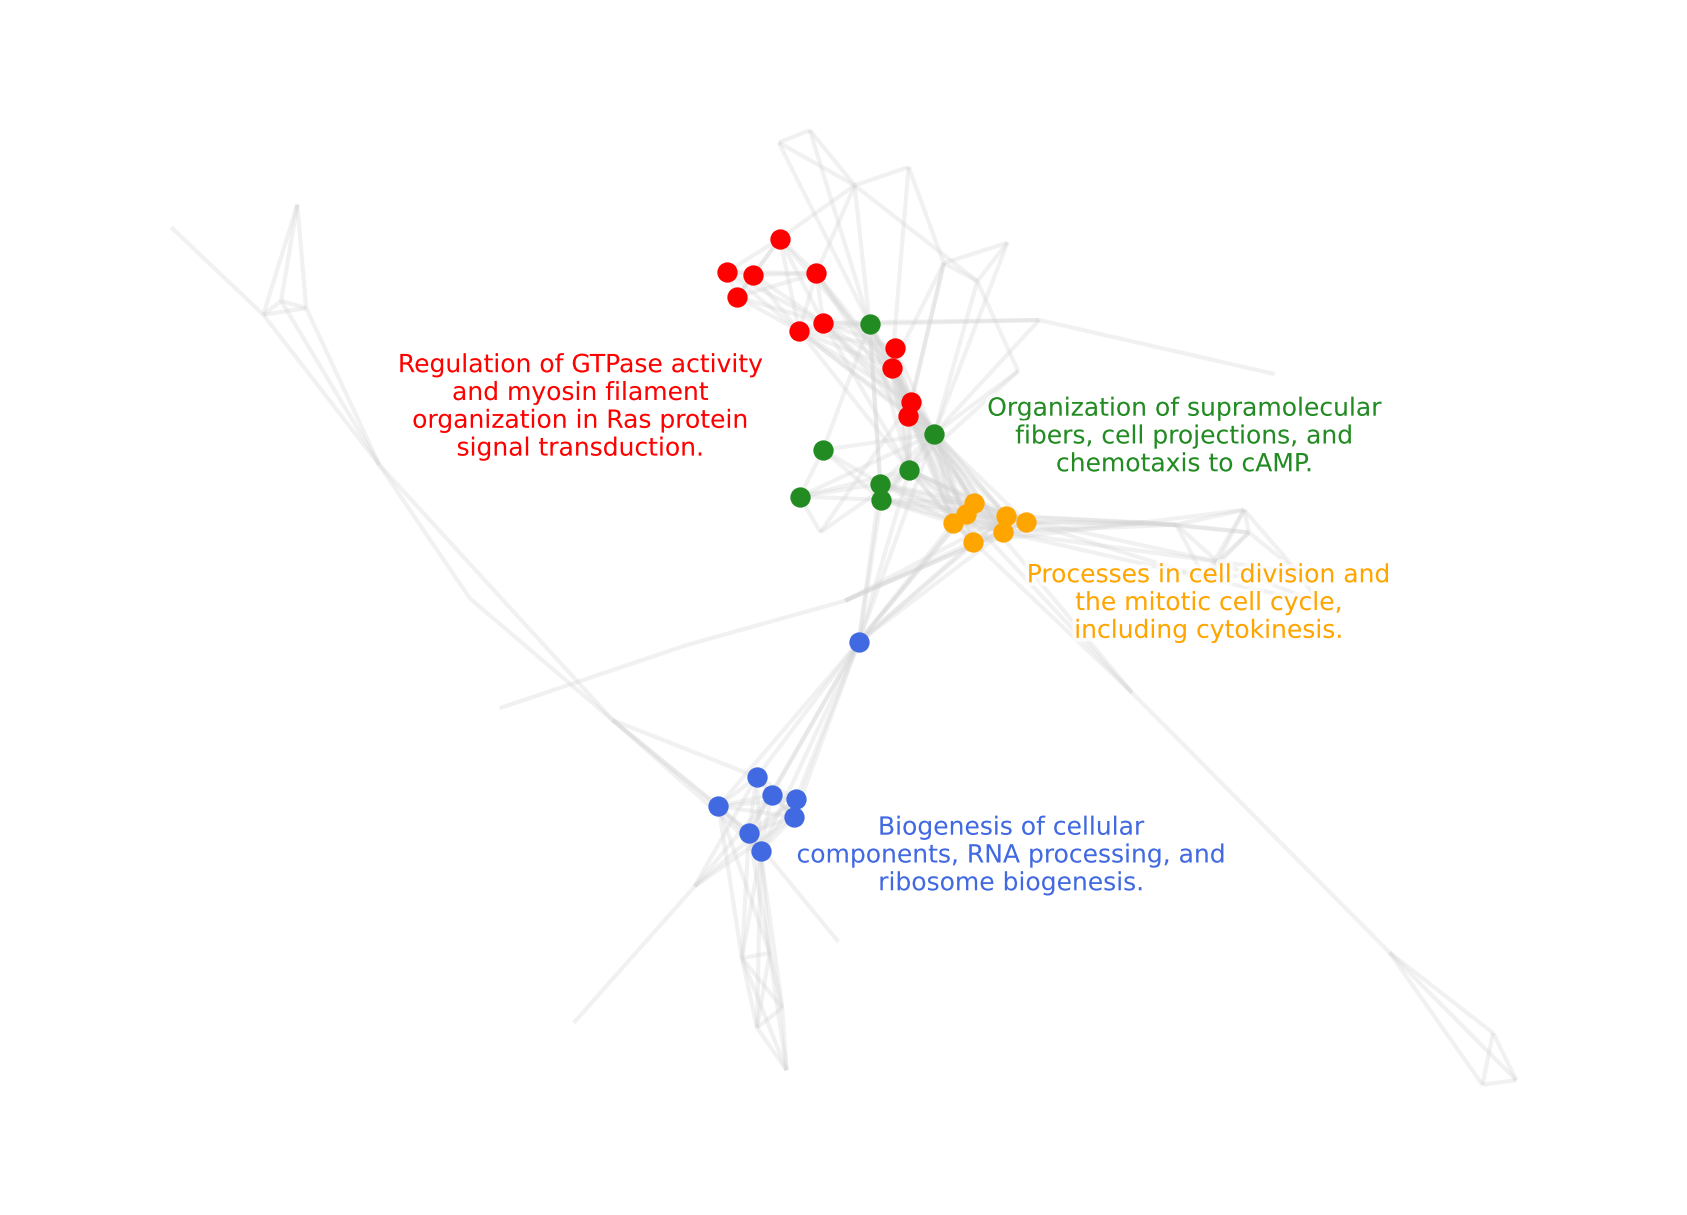 Regulation of GTPase activity
and myosin filament
organization in Ras protein
signal transduction.
Organization of supramolecular
fibers, cell projections, and
chemotaxis to cAMP.
Processes in cell division and
the mitotic cell cycle,
including cytokinesis.
Biogenesis of cellular
components, RNA processing, and
ribosome biogenesis.